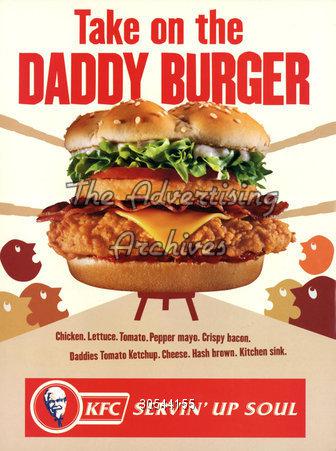 Take on the
DADDY BURGER
The Advertising
Archives
Chicken. Lettuce. Tomato. Pepper mayo. Crispy bacon.
Daddies Tomato Ketchup. Cheese. Hash brown. Kitchen sink.
KFC SERVIN' UP SOUL
30544155